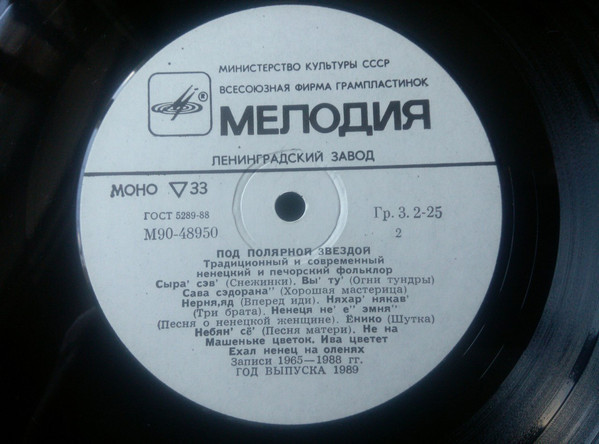 МИНИСТЕРСТВО КУЛЬТУРЫ СССР
ВСЕСОЮЗНАЯ ФИРМА ГРАМПЛАСТИНОК
®
МЕЛОДИЯ
ЛЕНИНГРАДСКИЙ ЗАВОД
МОНО ▽33
ГОСТ 5289-88
Гр. 3. 2-25
М90-48950
2
ПОД ПОЛЯРНОЙ ЗВЕЗДОЙ
Традиционный и современный
ненецкий и печорский фольклор
Сыра' сэв' (Снежинки). Вы' ту' (Огни тундры)
Сава сэдорана" (Хорошая мастерица)
Нерня,яд (Вперед иди). Няхар' някав'
(Три брата). Ненеця не' е" эмня"
(Песня о ненецкой женщине). Енико (Шутка)
Небян' сё' (Песня матери). Не на
Машеньке цветок. Ива цветет
Ехал ненец на оленях
Записи 1965—1988 гг.
ГОД ВЫПУСКА 1989